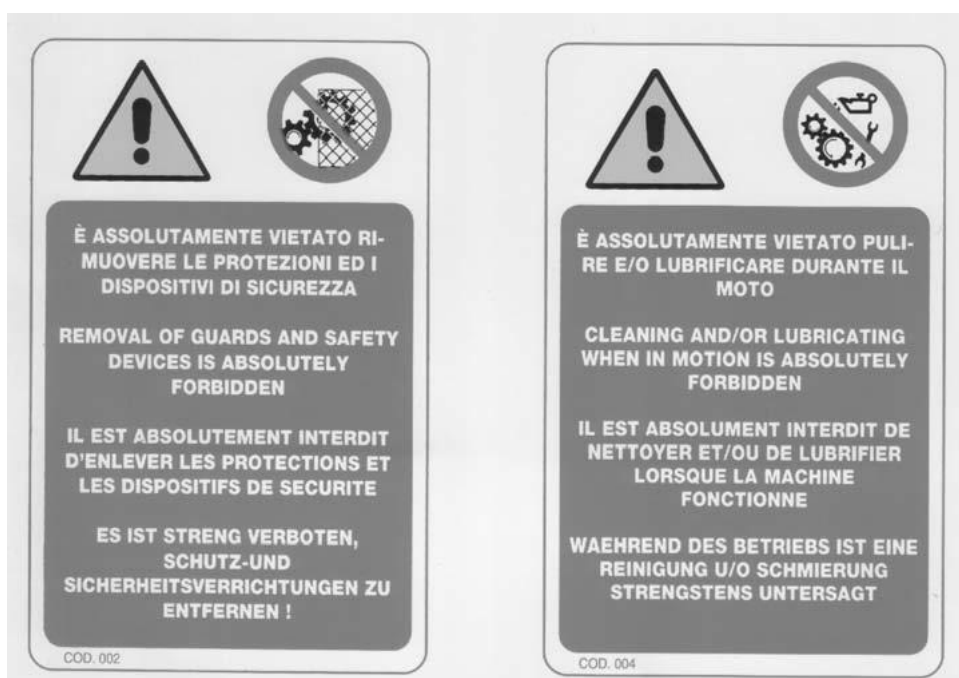 È ASSOLUTAMENTE VIETATO RI-
MUOVERE LE PROTEZIONI ED I
DISPOSITIVI DI SICUREZZA
REMOVAL OF GUARDS AND SAFETY
DEVICES IS ABSOLUTELY
FORBIDDEN
IL EST ABSOLUTEMENT INTERDIT
D'ENLEVER LES PROTECTIONS ET
LES DISPOSITIFS DE SECURITE
ES IST STRENG VERBOTEN,
SCHUTZ-UND
SICHERHEITSVERRICHTUNGEN ZU
ENTFERNEN !
COD. 002
È ASSOLUTAMENTE VIETATO PULI-
RE E/O LUBRIFICARE DURANTE IL
MOTO
CLEANING AND/OR LUBRICATING
WHEN IN MOTION IS ABSOLUTELY
FORBIDDEN
IL EST ABSOLUMENT INTERDIT DE
NETTOYER ET/OU DE LUBRIFIER
LORSQUE LA MACHINE
FONCTIONNE
WAEHREND DES BETRIEBS IST EINE
REINIGUNG U/O SCHMIERUNG
STRENGSTENS UNTERSAGT
COD. 004